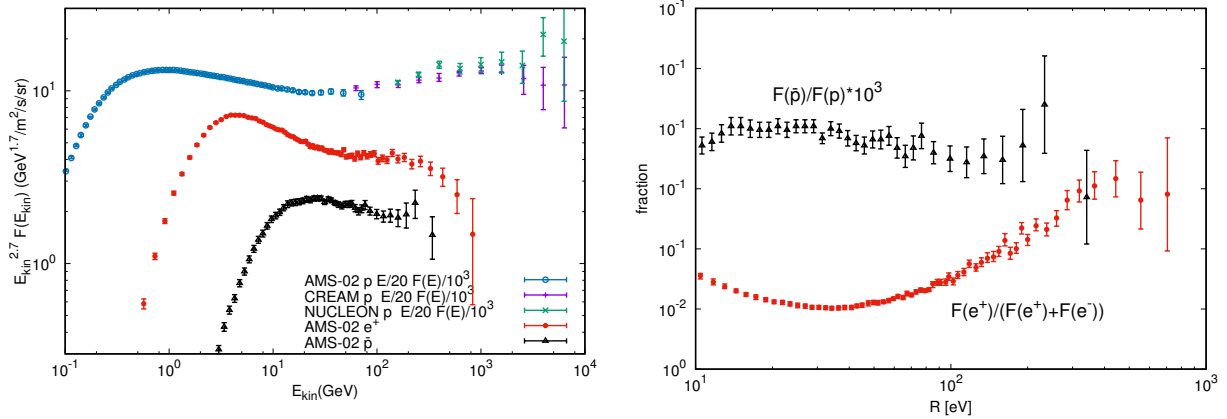 E_kin^2.7 F(E_kin) (GeV^1.7/m^2/s/sr)
10^1
10^0
AMS-02 p E/20 F(E)/10^3
CREAM p E/20 F(E)/10^3
NUCLEON p E/20 F(E)/10^3
AMS-02 e^+
AMS-02 p̄
10^-1 10^0 10^1 10^2 10^3 10^4
E_kin(GeV)
fraction
10^-1
10^-1
10^-1
10^-1
10^-1
10^-2
10^0
F(p̄)/F(p)*10^3
F(e^+)/(F(e^+)+F(e^-))
10^1 10^2 10^3
R [eV]